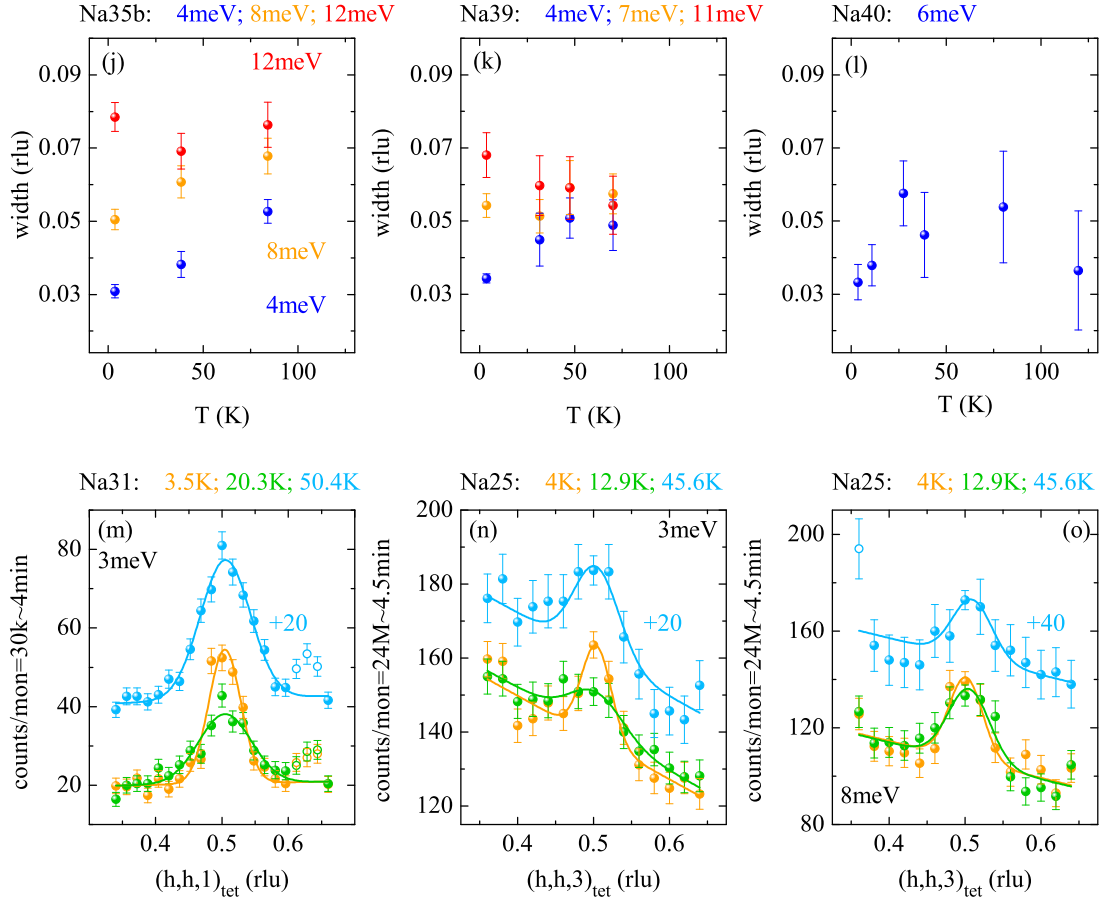 Na35b: 4meV; 8meV; 12meV
Na39: 4meV; 7meV; 11meV
Na40: 6meV
(j)
12meV
8meV
4meV
0.09
0.07
0.05
0.03
width (rlu)
0
50
100
T (K)
(k)
0.09
0.07
0.05
0.03
width (rlu)
0
50
100
T (K)
(l)
0.09
0.07
0.05
0.03
width (rlu)
0
50
100
T (K)
Na31: 3.5K; 20.3K; 50.4K
Na25: 4K; 12.9K; 45.6K
Na25: 4K; 12.9K; 45.6K
(m)
3meV
+20
80
60
40
20
counts/mon=30k~4min
0.4
0.5
0.6
(h,h,1)tet (rlu)
(n)
3meV
+20
200
180
160
140
120
counts/mon=24M~4.5min
0.4
0.5
0.6
(h,h,3)tet (rlu)
(o)
+40
8meV
200
160
120
80
counts/mon=24M~4.5min
0.4
0.5
0.6
(h,h,3)tet (rlu)